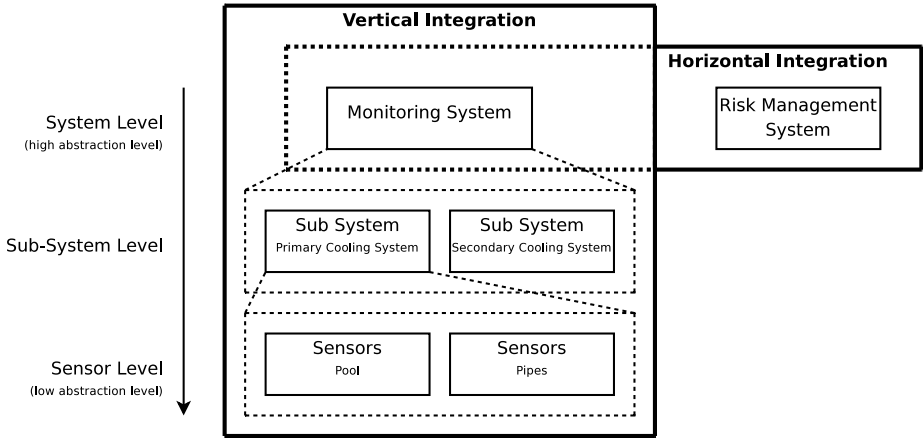 Vertical Integration
Horizontal Integration
System Level
(high abstraction level)
Monitoring System
Risk Management
System
Sub-System Level
Sub System
Primary Cooling System
Sub System
Secondary Cooling System
Sensor Level
(low abstraction level)
Sensors
Pool
Sensors
Pipes